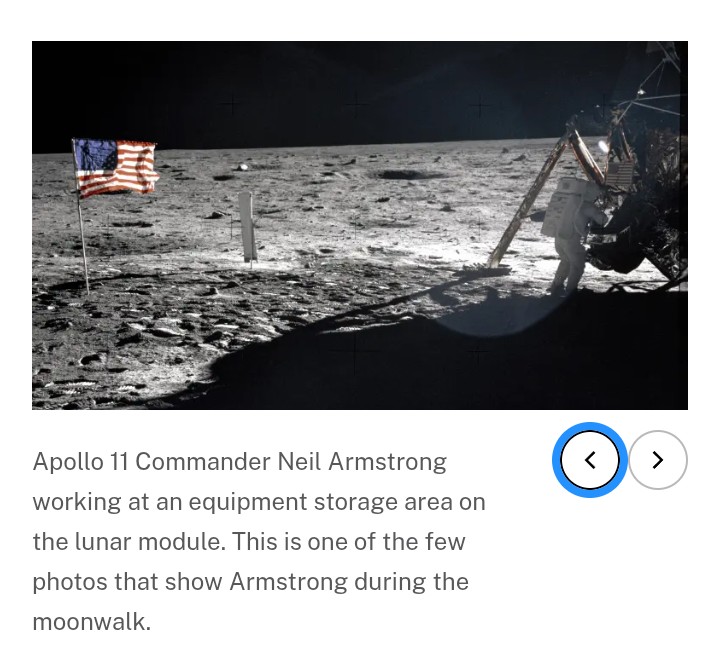 Apollo 11 Commander Neil Armstrong
working at an equipment storage area on
the lunar module. This is one of the few
photos that show Armstrong during the
moonwalk.